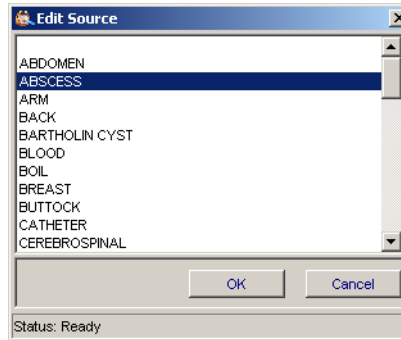 Edit Source
ABDOMEN
ABSCESS
ARM
BACK
BARTHOLIN CYST
BLOOD
BOIL
BREAST
BUTTOCK
CATHETER
CEREBROSPINAL
OK Cancel
Status: Ready